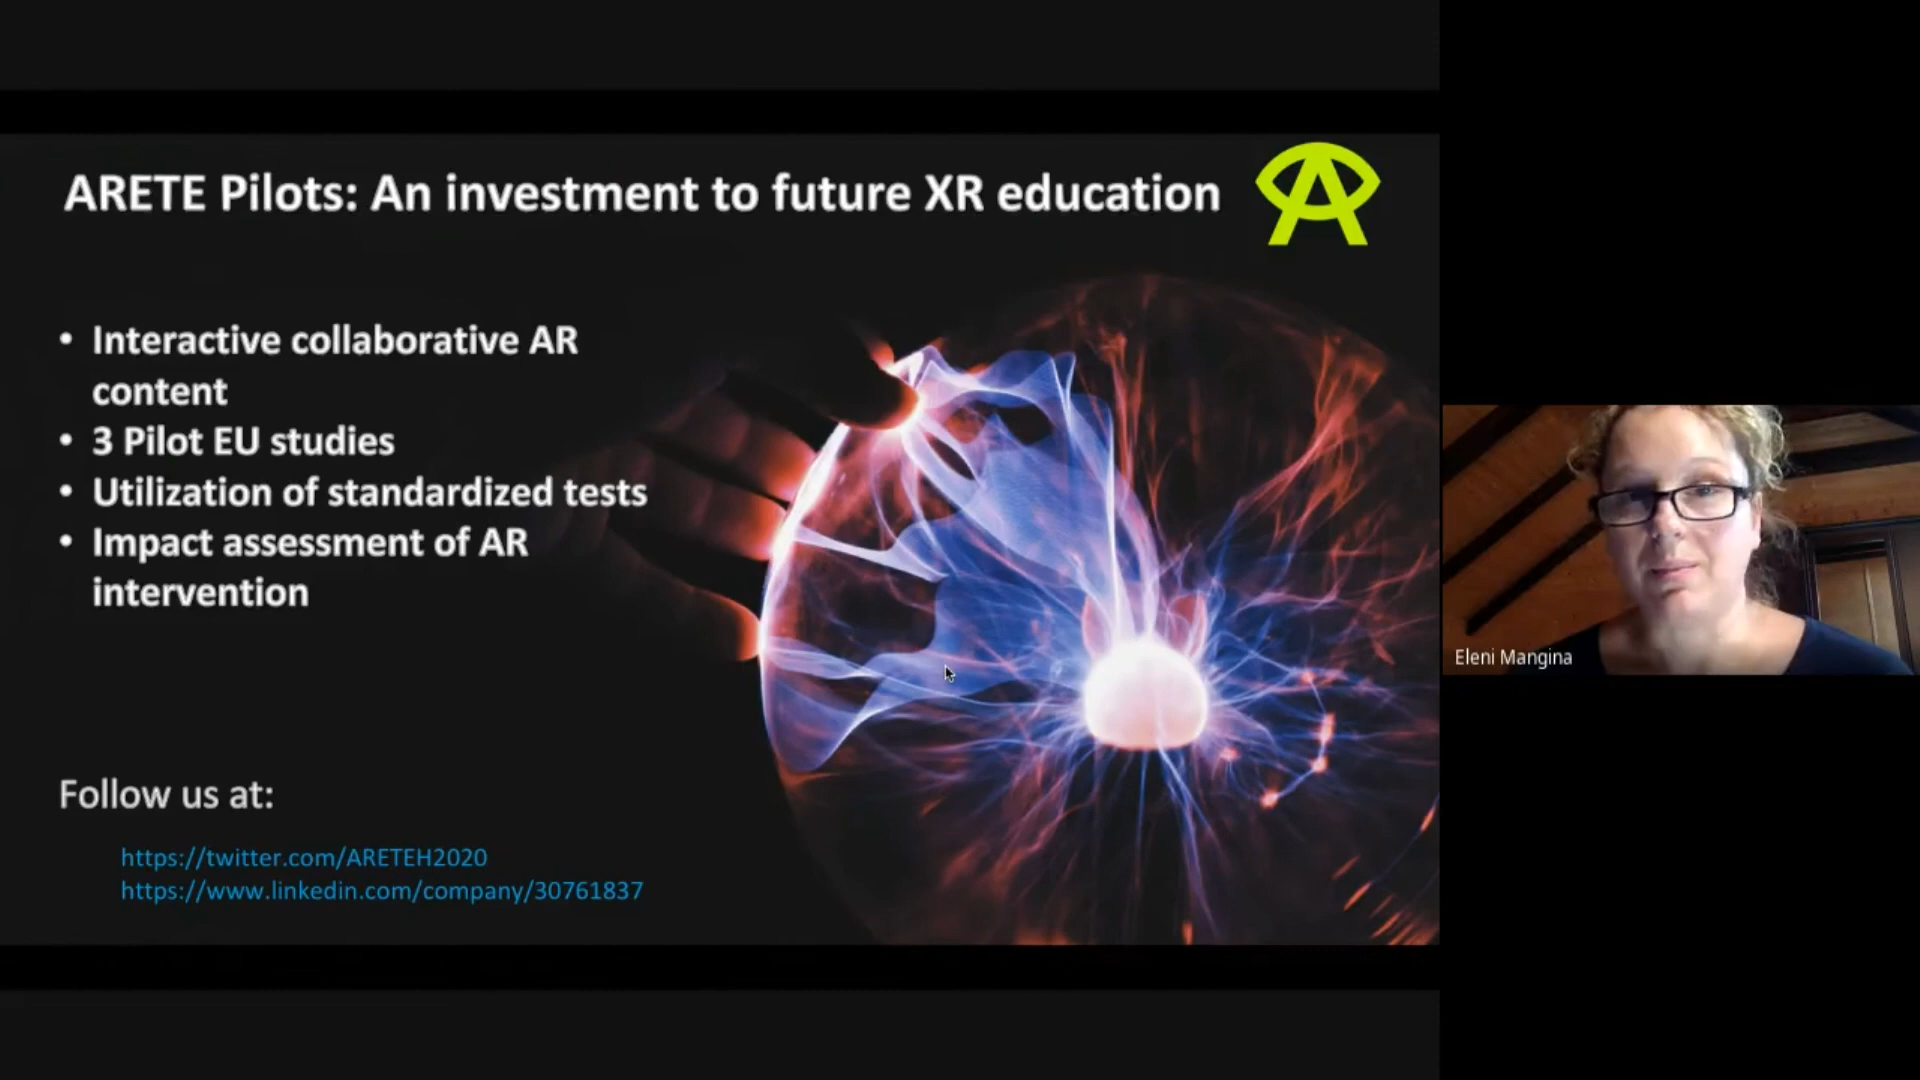 ARETE Pilots: An investment to future XR education
• Interactive collaborative AR
content
• 3 Pilot EU studies
• Utilization of standardized tests
• Impact assessment of AR
intervention
Eleni Mangina
Follow us at:
https://twitter.com/ARETEH2020
https://www.linkedin.com/company/30761837